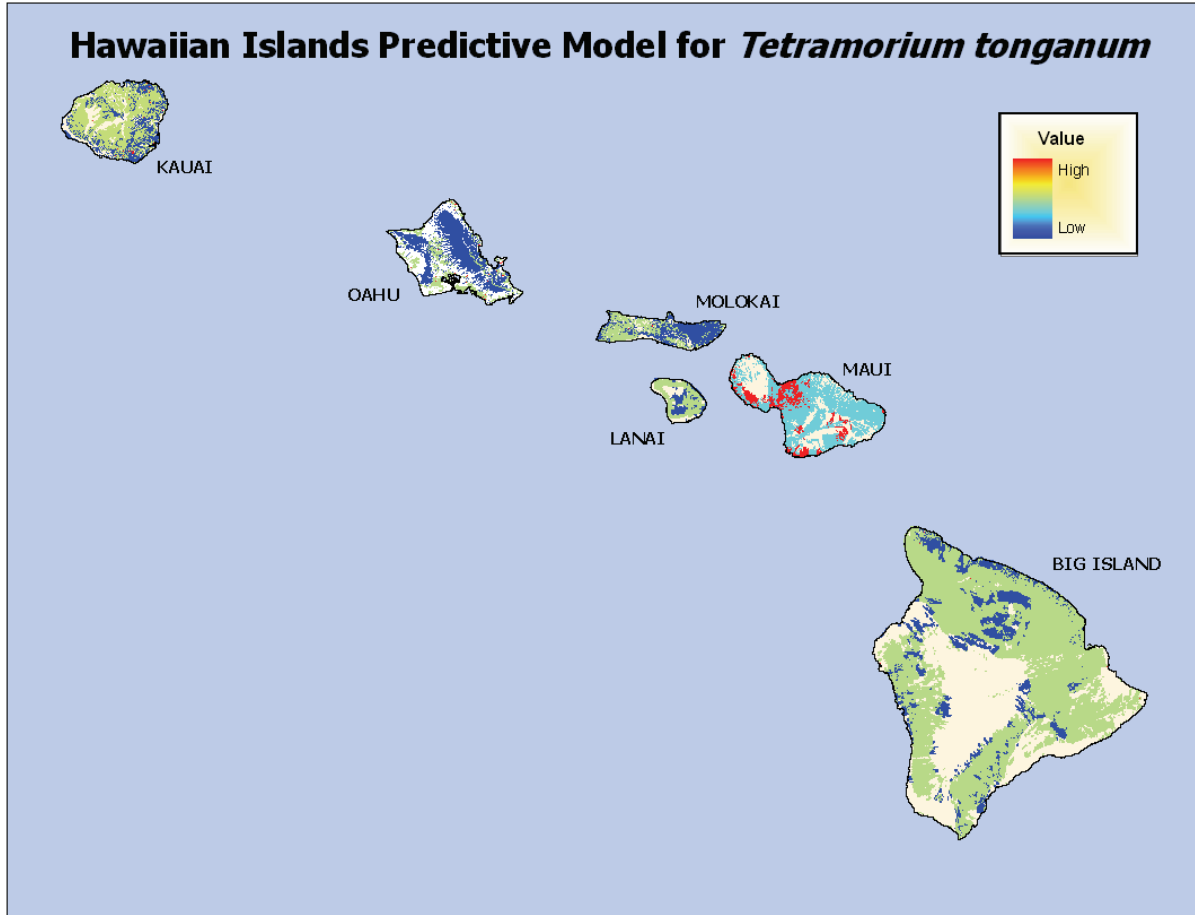 Hawaiian Islands Predictive Model for Tetramorium tonganum
KAUAI
Value
High
Low
OAHU
MOLOKAI
MAUI
LANAI
BIG ISLAND